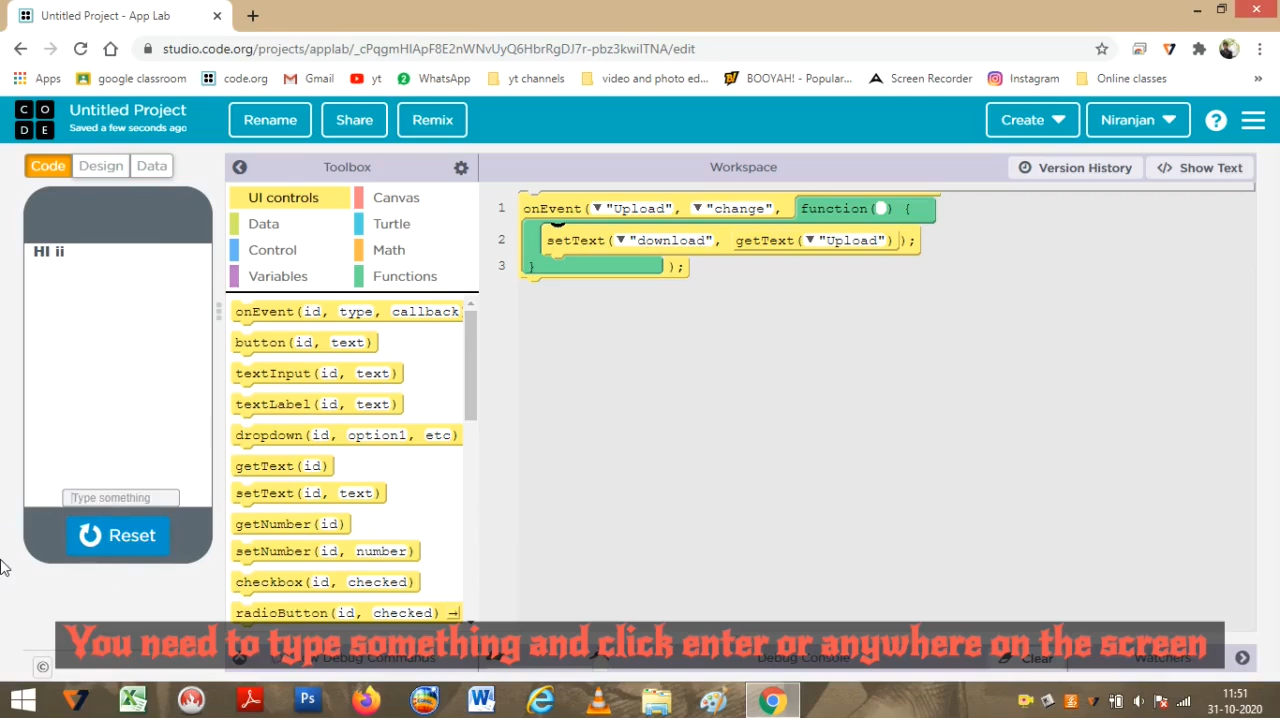 Untitled Project - App Lab
studio.code.org/projects/applab/_cPqgmHIApF8E2nWNvUyQ6HbrRgDJ7r-pbz3kwiITNA/edit
Apps google classroom code.org Gmail yt WhatsApp yt channels video and photo ed... BOOYAH! - Popular... Screen Recorder Instagram Online classes »
CODE
Untitled Project
Saved a few seconds ago
Rename Share Remix Create Niranjan ?
Code Design Data Toolbox Workspace Version History </> Show Text
UI controls Canvas
Data Turtle
Control Math
Variables Functions
HI ii
Type something
Reset
onEvent(id, type, callback
button(id, text)
textInput(id, text)
textLabel(id, text)
dropdown(id, option1, etc)
getText(id)
setText(id, text)
getNumber(id)
setNumber(id, number)
checkbox(id, checked)
radioButton(id, checked)
1 onEvent("Upload", "change", function() {
2 setText("download", getText("Upload"));
3 });
You need to type something and click enter or anywhere on the screen
Debug Commands Debug Console Clear Watchers
11:51
31-10-2020